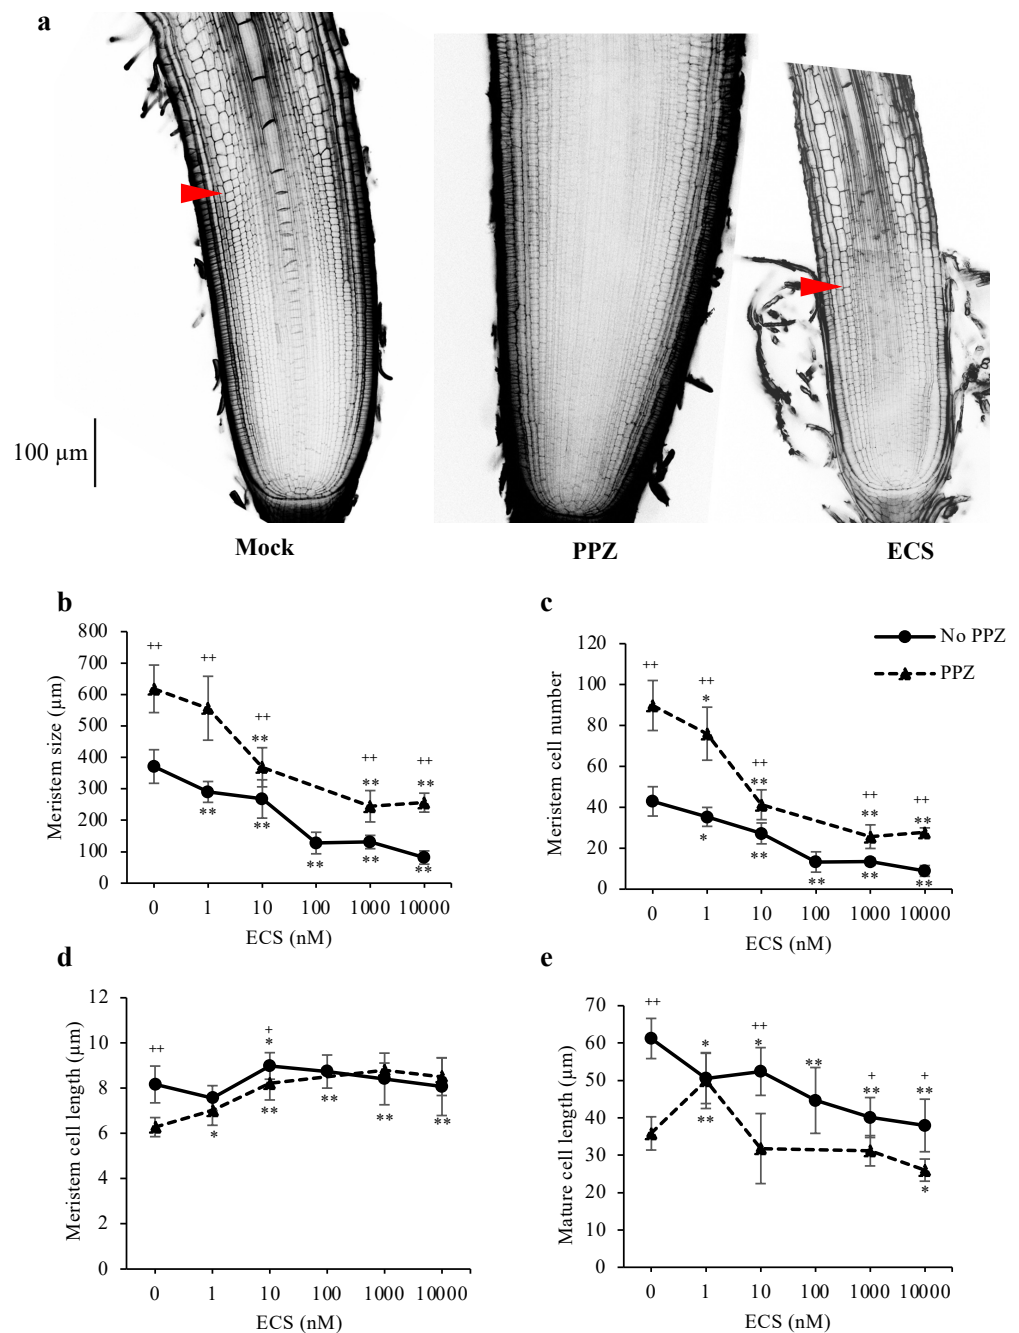 a
100 µm
Mock PPZ ECS
b
Meristem size (µm)
800
700
600
500
400
300
200
100
0
++ ++ ++ ++ ++
** ** **
** ** ** ** **
0 1 10 100 1000 10000
ECS (nM)
c
No PPZ
PPZ
Meristem cell number
120
100
80
60
40
20
0
++ ++ ++ ++ ++
* ** ** **
* ** ** ** **
0 1 10 100 1000 10000
ECS (nM)
d
Meristem cell length (µm)
12
10
8
6
4
2
0
++ +
*
* ** ** ** **
0 1 10 100 1000 10000
ECS (nM)
e
Mature cell length (µm)
70
60
50
40
30
20
10
0
++ ++ + +
* * ** ** **
** *
0 1 10 100 1000 10000
ECS (nM)